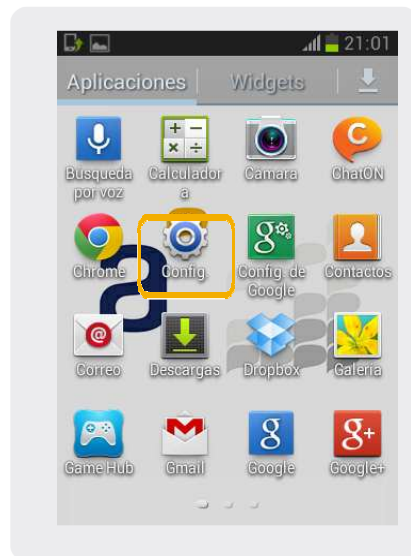 21:01
Aplicaciones
Widgets
Búsqueda
por voz
Calculador
a
Cámara
ChatON
Chrome
Config.
Config. de
Google
Contactos
Correo
Descargas
Dropbox
Galería
Game Hub
Gmail
Google
Google+